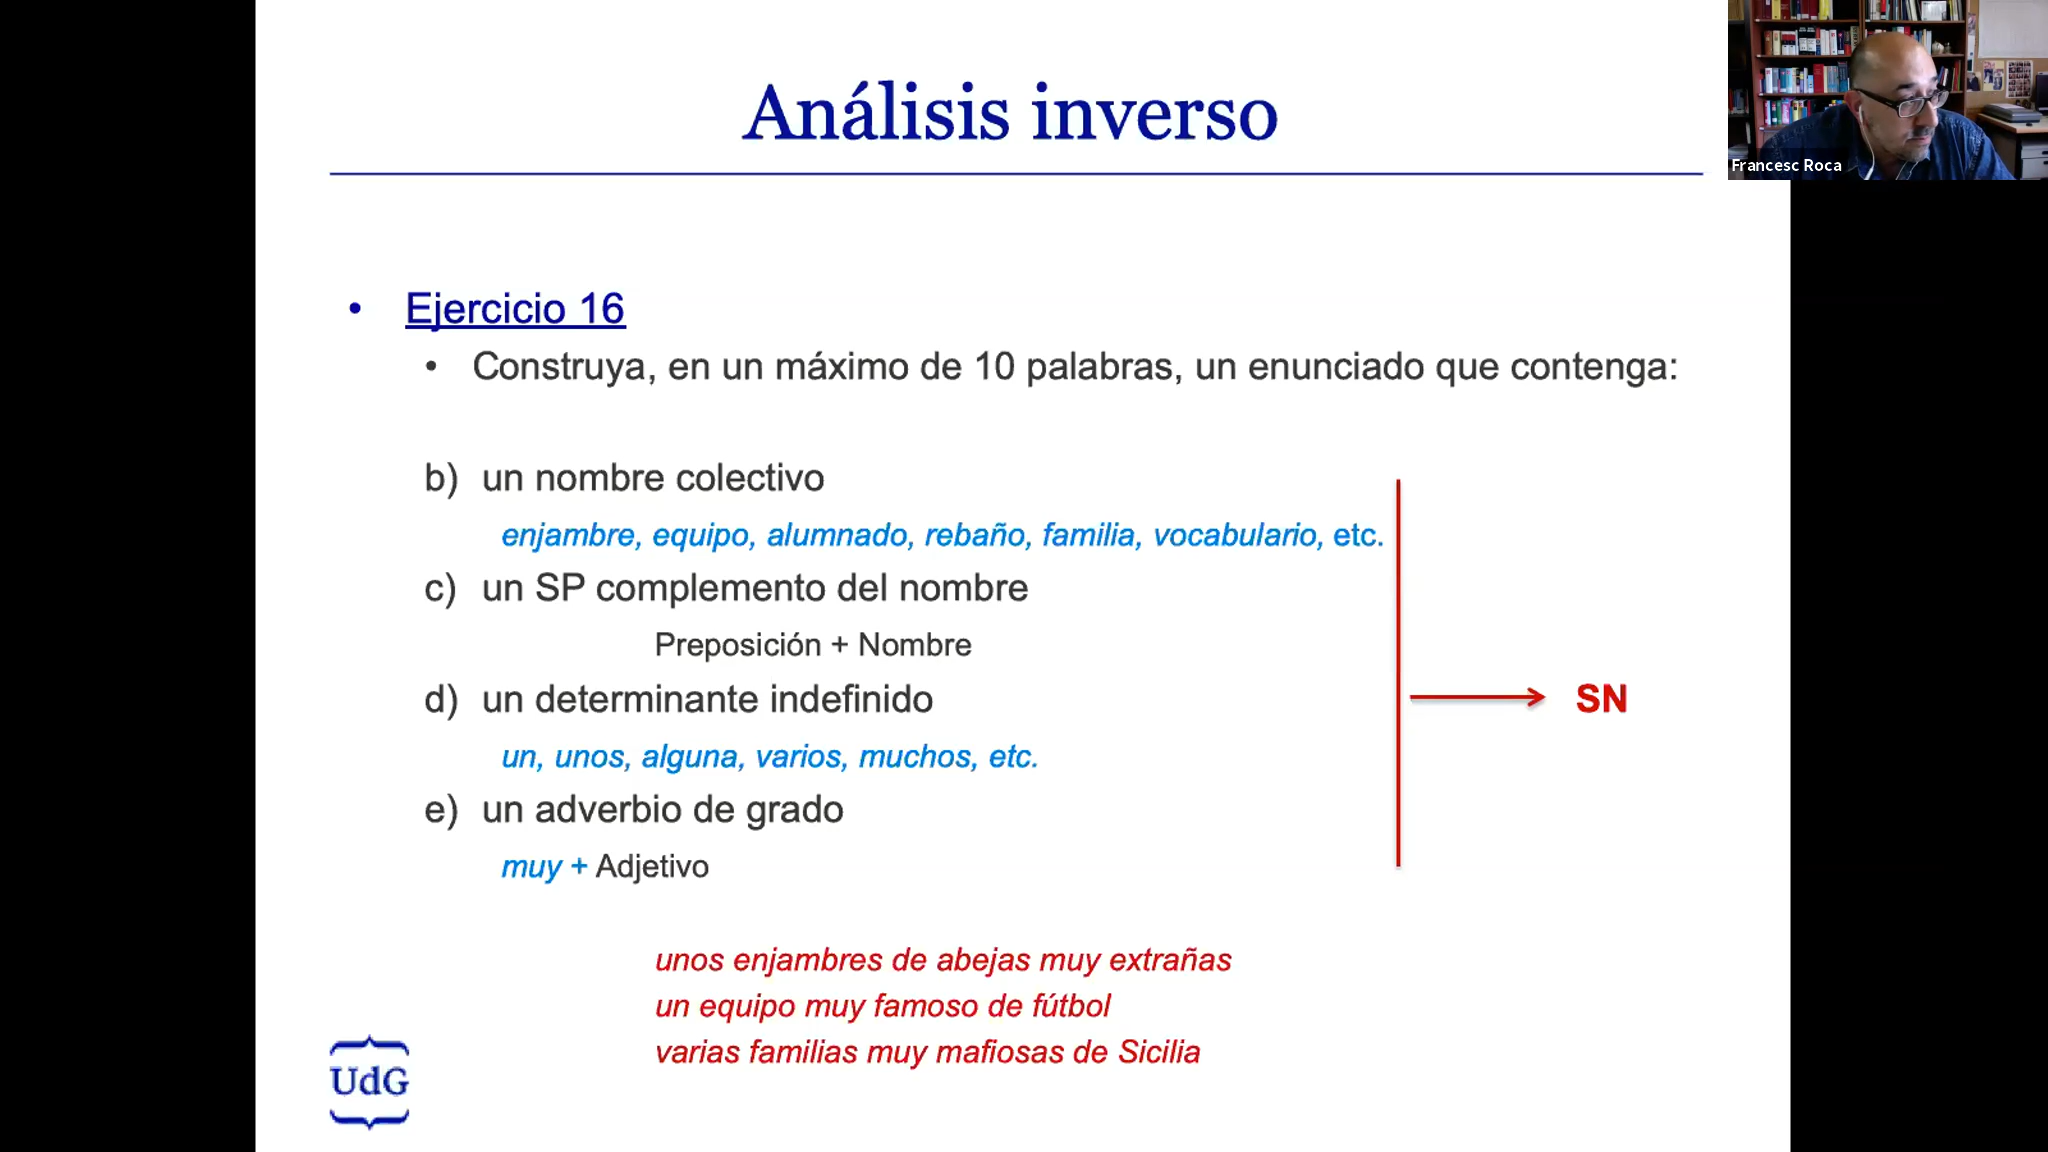 Análisis inverso
Francesc Roca
• Ejercicio 16
• Construya, en un máximo de 10 palabras, un enunciado que contenga:
b) un nombre colectivo
enjambre, equipo, alumnado, rebaño, familia, vocabulario, etc.
c) un SP complemento del nombre
Preposición + Nombre
d) un determinante indefinido
SN
un, unos, alguna, varios, muchos, etc.
e) un adverbio de grado
muy + Adjetivo
unos enjambres de abejas muy extrañas
un equipo muy famoso de fútbol
varias familias muy mafiosas de Sicilia
UdG